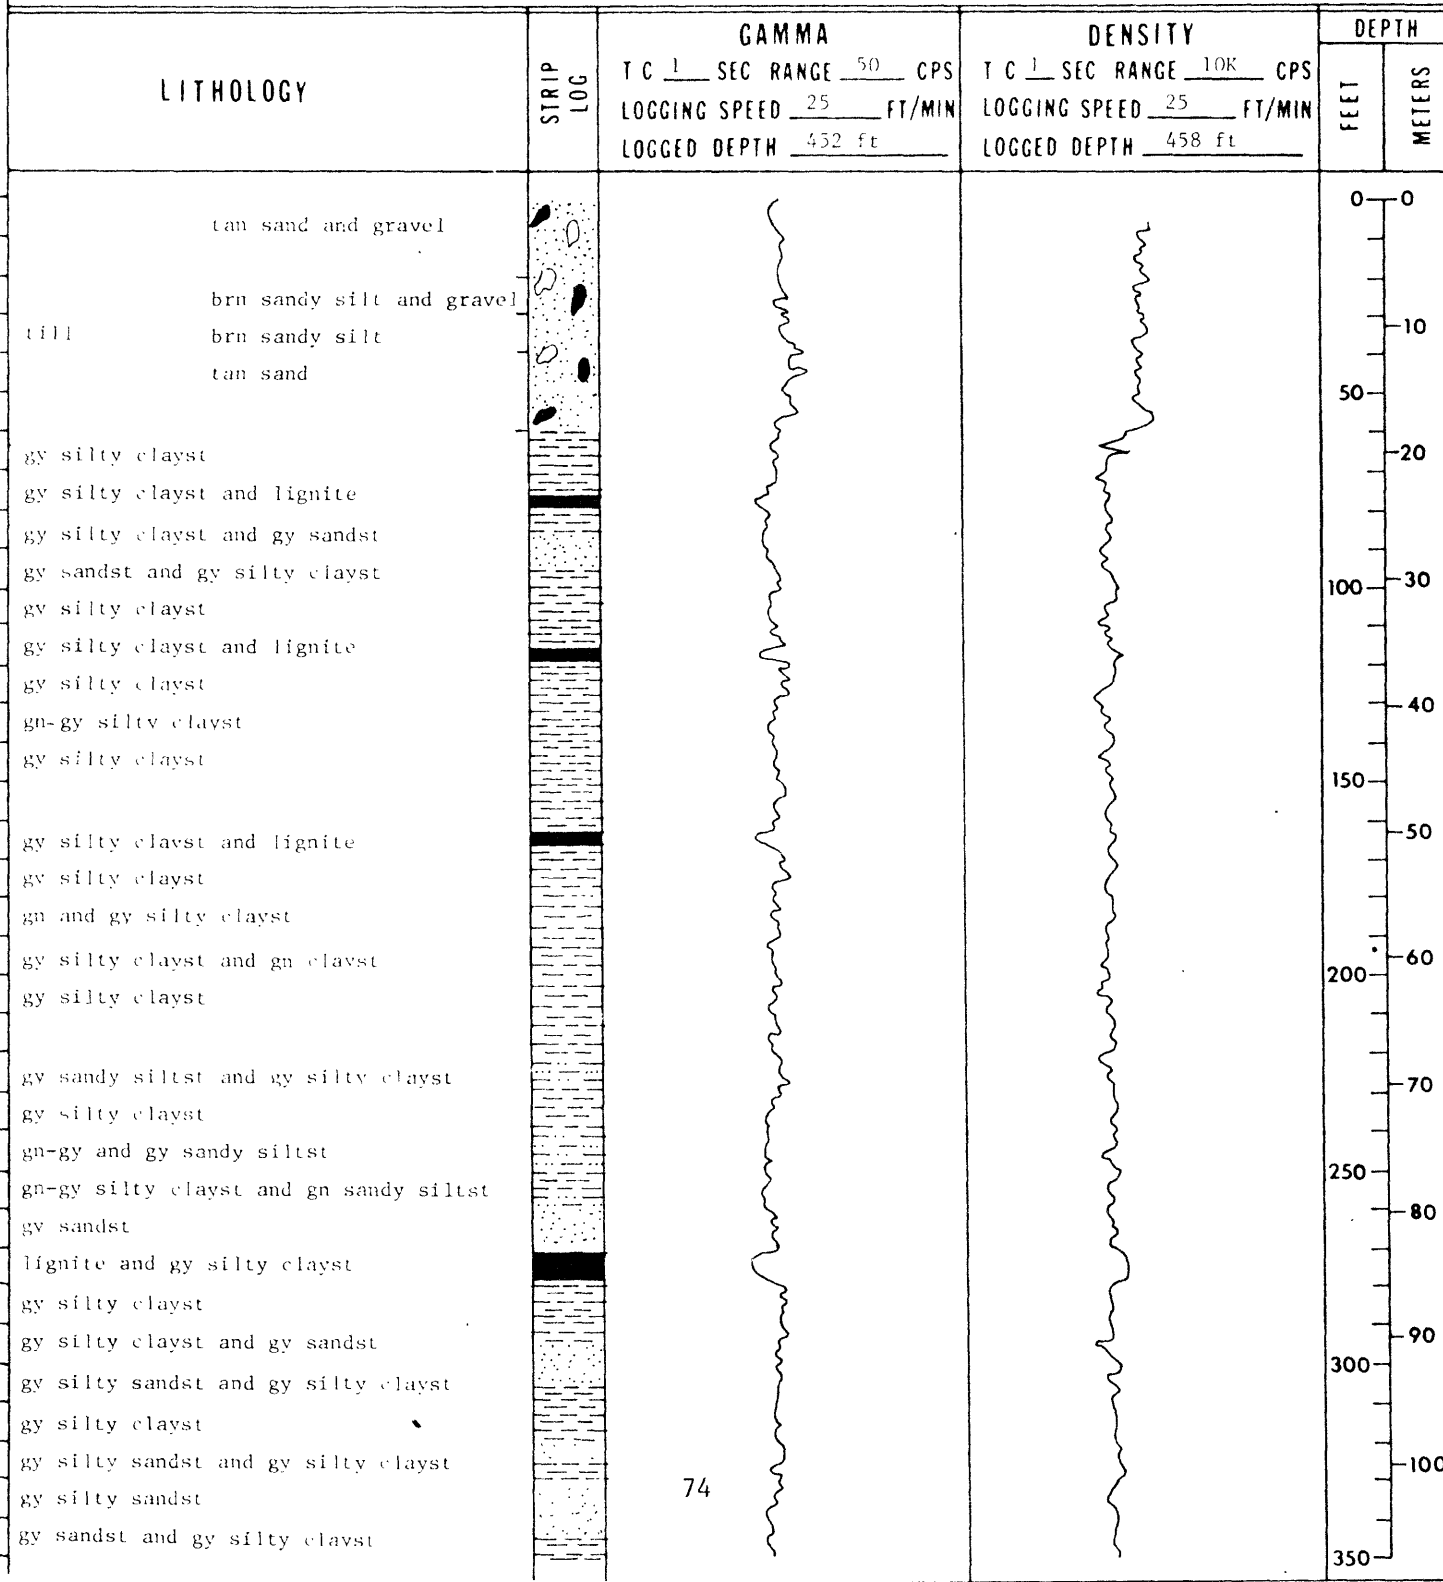 LITHOLOGY
STRIP LOG
GAMMA
T C 1 SEC RANGE 50 CPS
LOGGING SPEED 25 FT/MIN
LOGGED DEPTH 452 ft
DENSITY
T C 1 SEC RANGE 10K CPS
LOGGING SPEED 25 FT/MIN
LOGGED DEPTH 458 ft
DEPTH
FEET
METERS
tan sand and gravel
brn sandy silt and gravel
till brn sandy silt
tan sand
gy silty clayst
gy silty clayst and lignite
gy silty clayst and gy sandst
gy sandst and gy silty clayst
gy silty clayst
gy silty clayst and lignite
gy silty clayst
gn-gy silty clayst
gy silty clayst
gy silty clayst and lignite
gy silty clayst
gn and gy silty clayst
gy silty clayst and gn clayst
gy silty clayst
gy sandy siltst and gy silty clayst
gy silty clayst
gn-gy and gy sandy siltst
gn-gy silty clayst and gn sandy siltst
gy sandst
lignite and gy silty clayst
gy silty clayst
gy silty clayst and gy sandst
gy silty sandst and gy silty clayst
gy silty clayst
gy silty sandst and gy silty clayst
gy silty sandst
gy sandst and gy silty clayst
74
0
50
100
150
200
250
300
350
0
10
20
30
40
50
60
70
80
90
100